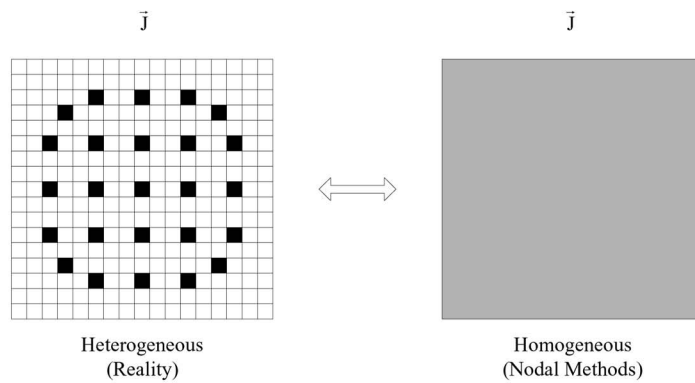 J⃗
J⃗
Heterogeneous
(Reality)
Homogeneous
(Nodal Methods)